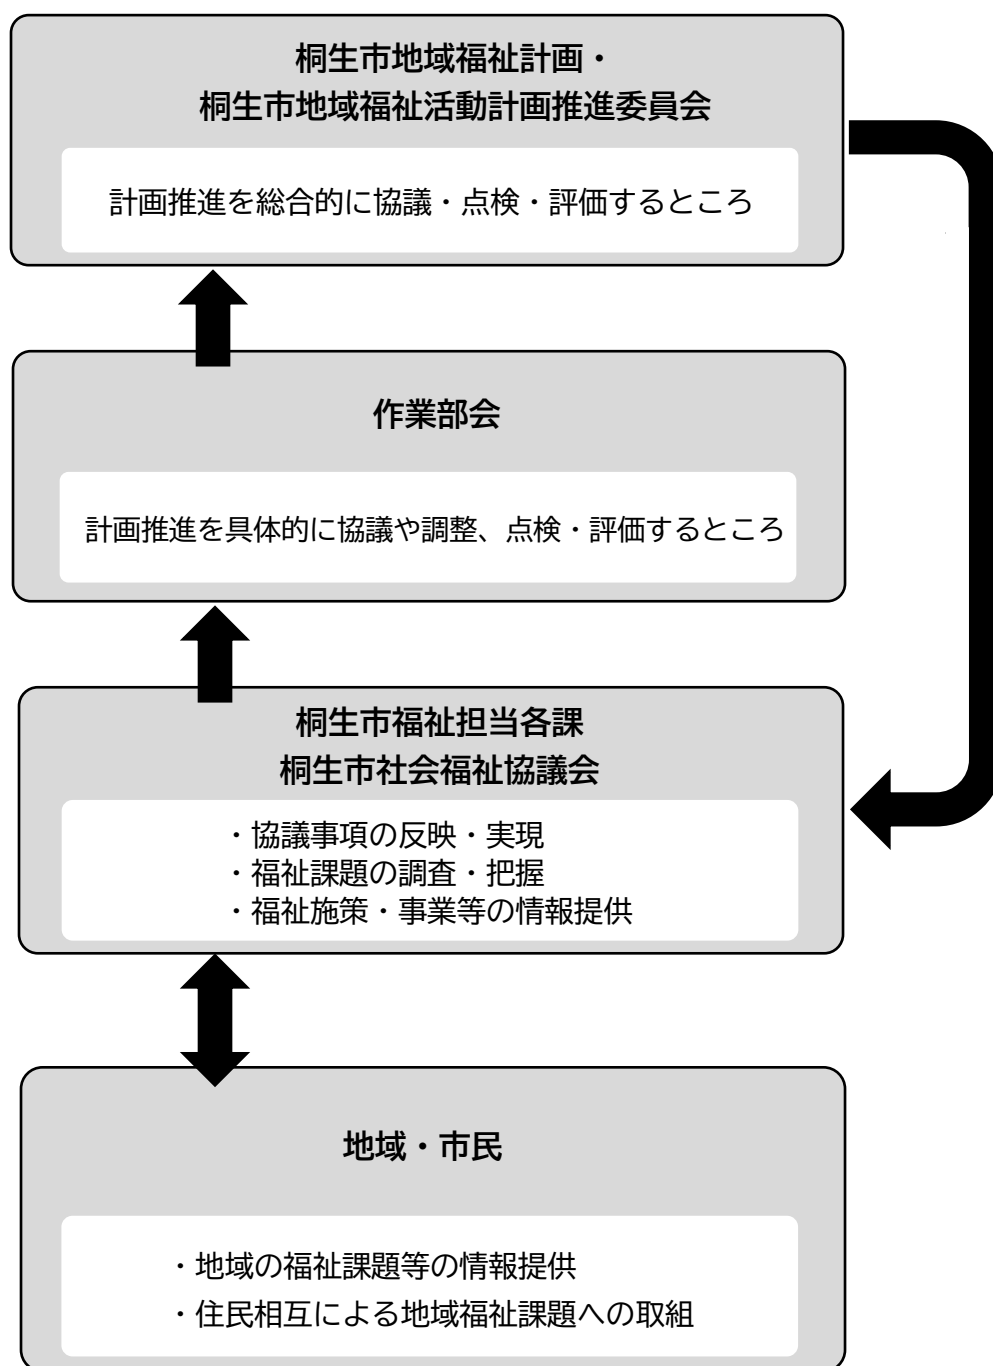 桐生市地域福祉計画・
桐生市地域福祉活動計画推進委員会
計画推進を総合的に協議・点検・評価するところ
作業部会
計画推進を具体的に協議や調整、点検・評価するところ
桐生市福祉担当各課
桐生市社会福祉協議会
・協議事項の反映・実現
・福祉課題の調査・把握
・福祉施策・事業等の情報提供
地域・市民
・地域の福祉課題等の情報提供
・住民相互による地域福祉課題への取組